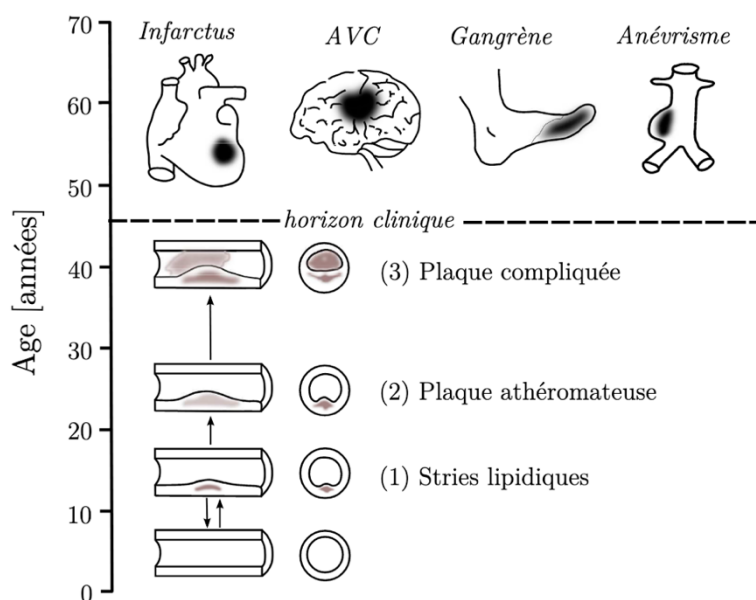 70
Infarctus
AVC
Gangrène
Anévrisme
60
50
horizon clinique
Age [années]
40
(3) Plaque compliquée
30
(2) Plaque athéromateuse
20
(1) Stries lipidiques
10
0